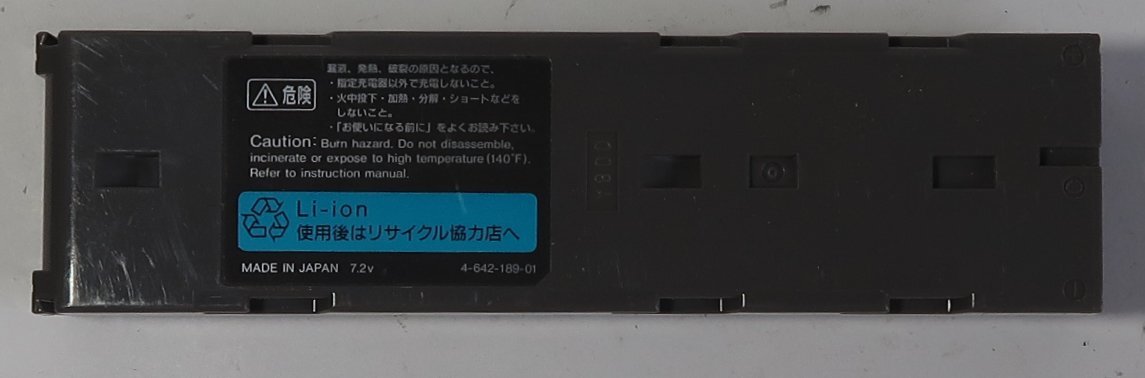 漏液、発熱、破裂の原因となるので、
・指定充電器以外で充電しないこと。
危険
・火中投下・加熱・分解・ショートなどを
しないこと。
・「お使いになる前に」をよくお読み下さい。
Caution: Burn hazard. Do not disassemble,
incinerate or expose to high temperature (140°F).
Refer to instruction manual.
Li-ion
使用後はリサイクル協力店へ
MADE IN JAPAN 7.2v 4-642-189-01